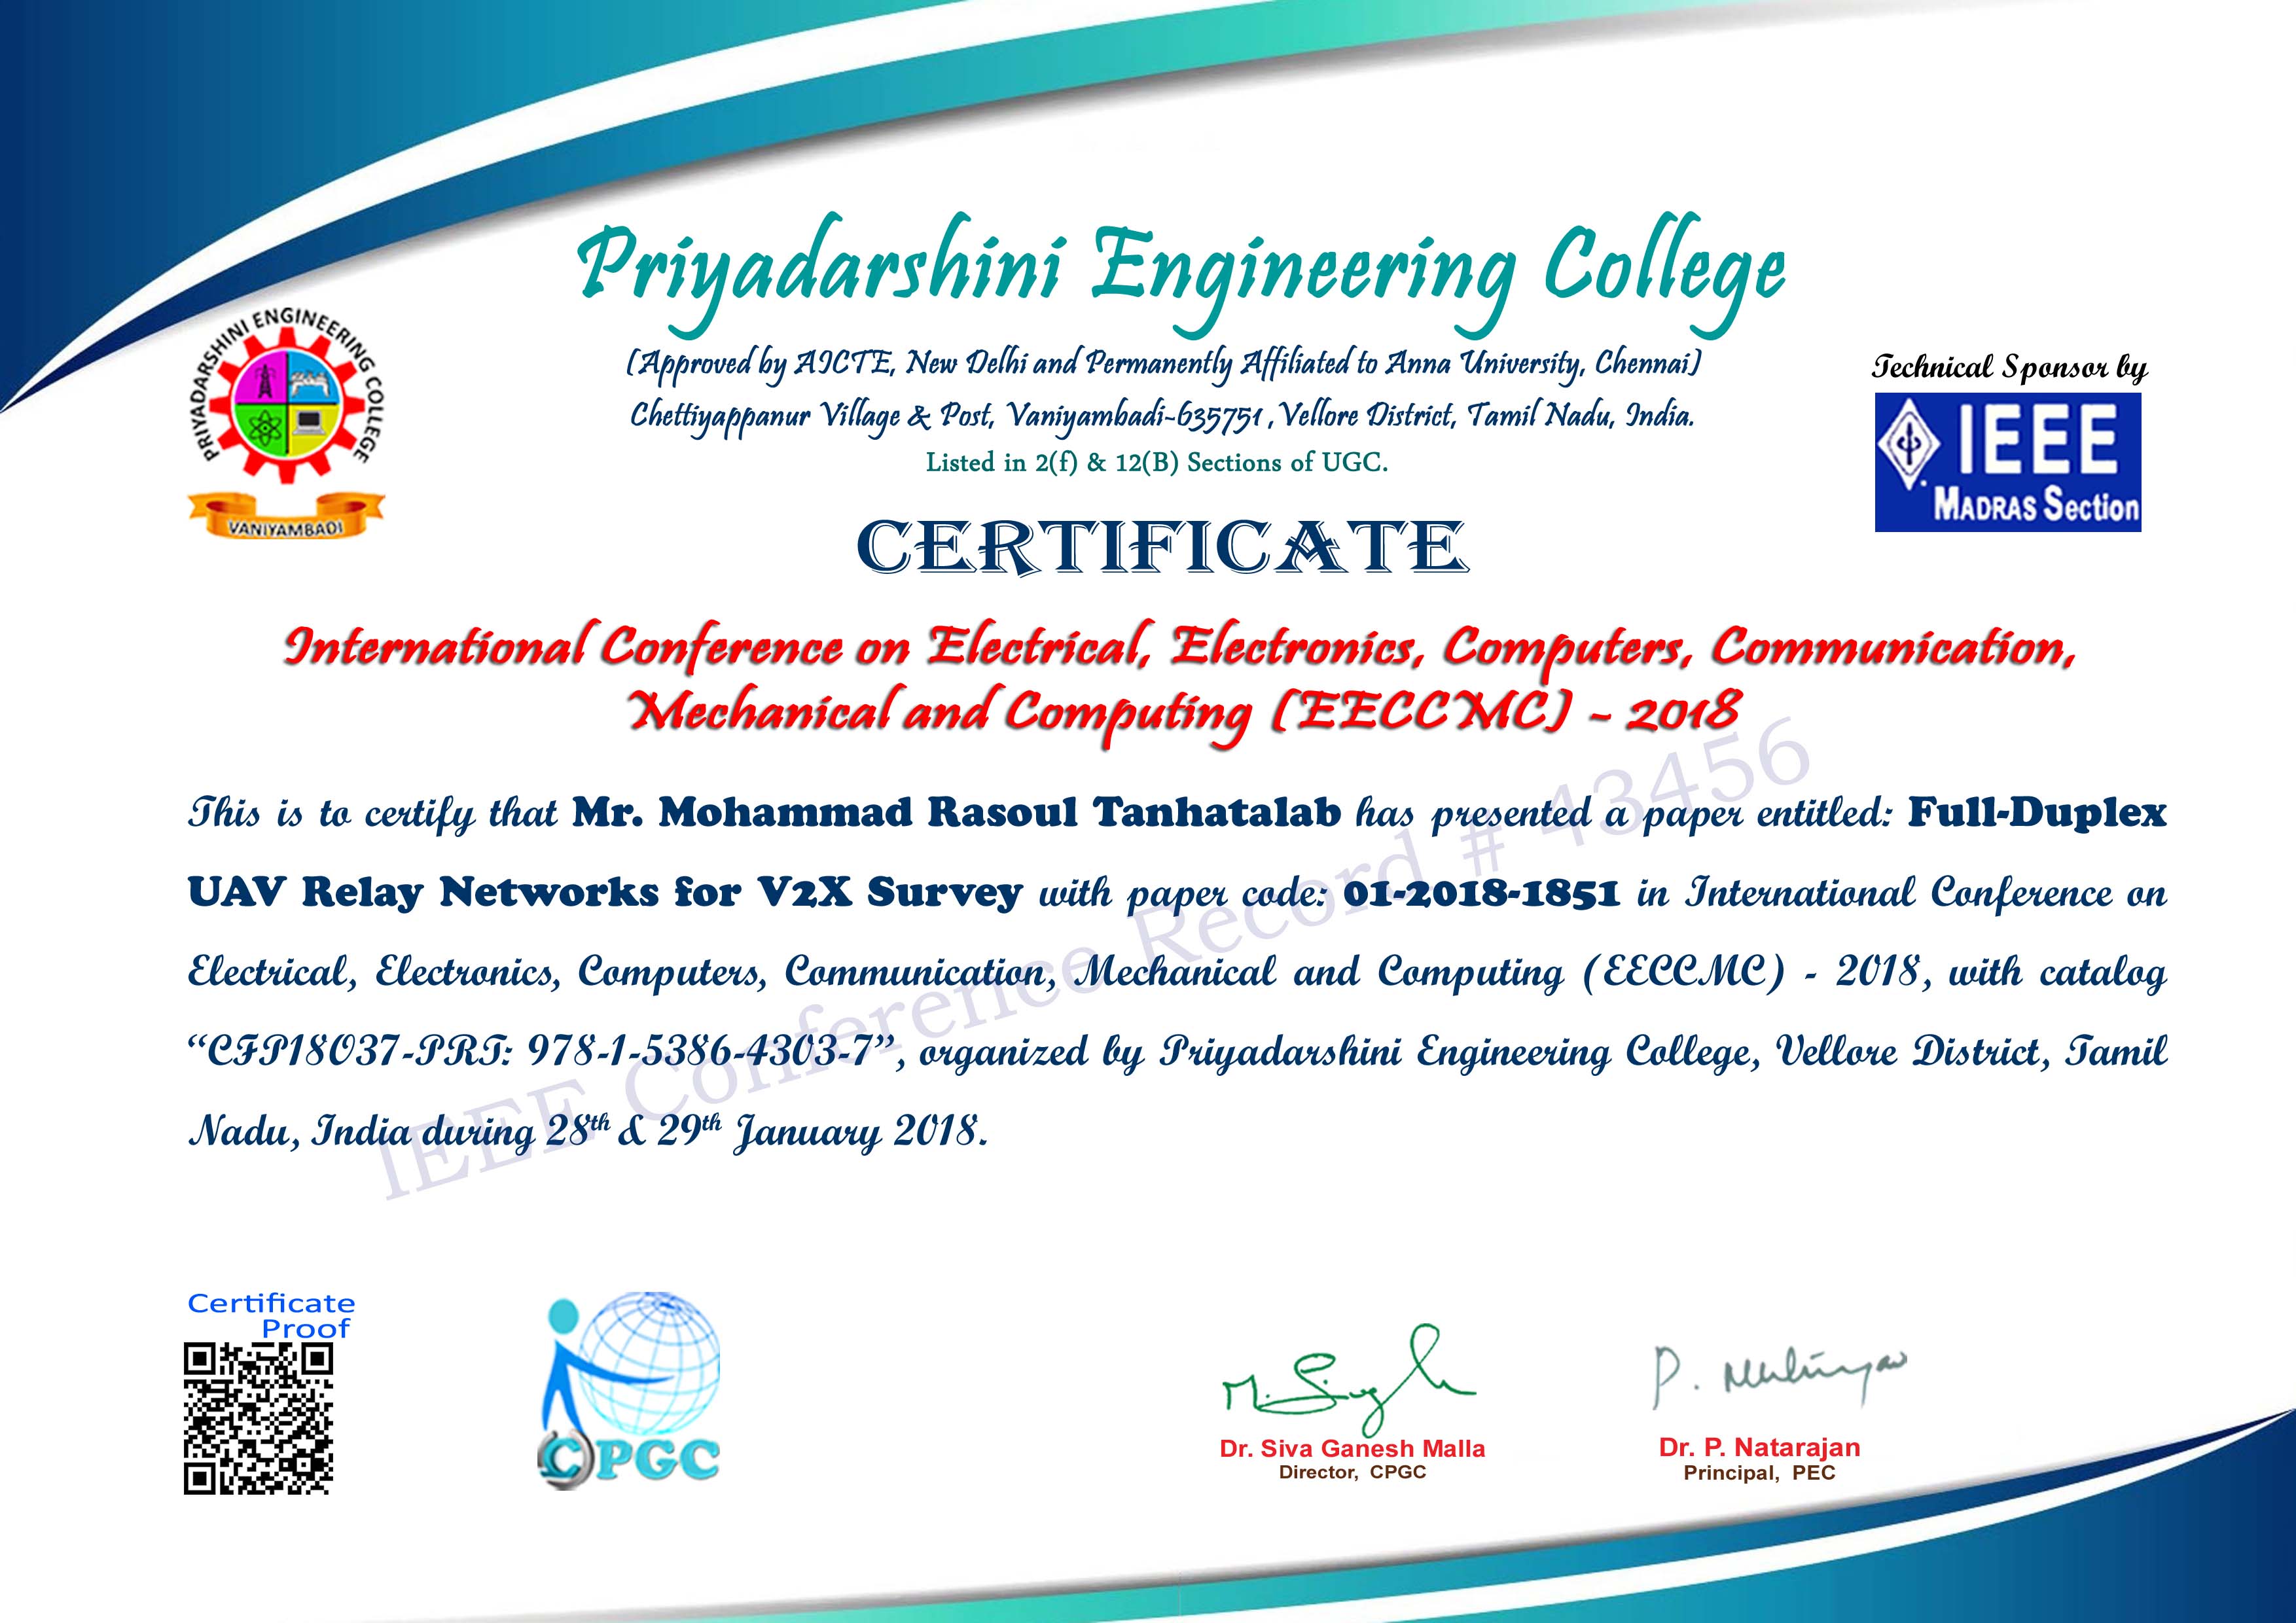 Priyadarshini Engineering College
(Approved by AICTE, New Delhi and Permanently Affiliated to Anna University, Chennai)
Chettiyappanur Village & Post, Vaniyambadi-635751, Vellore District, Tamil Nadu, India.
Listed in 2(f) & 12(B) Sections of UGC.
PRIYADARSHINI ENGINEERING COLLEGE
VANIYAMBADI
Technical Sponsor by
IEEE
MADRAS Section
CERTIFICATE
International Conference on Electrical, Electronics, Computers, Communication,
Mechanical and Computing (EECCMC) - 2018
This is to certify that Mr. Mohammad Rasoul Tanhatalab has presented a paper entitled: Full-Duplex
UAV Relay Networks for V2X Survey with paper code: 01-2018-1851 in International Conference on
Electrical, Electronics, Computers, Communication, Mechanical and Computing (EECCMC) - 2018, with catalog
“CFP18037-PRT: 978-1-5386-4303-7”, organized by Priyadarshini Engineering College, Vellore District, Tamil
Nadu, India during 28th & 29th January 2018.
IEEE Conference Record # 43456
Certificate
Proof
CPGC
Dr. Siva Ganesh Malla
Director, CPGC
P.
Dr. P. Natarajan
Principal, PEC